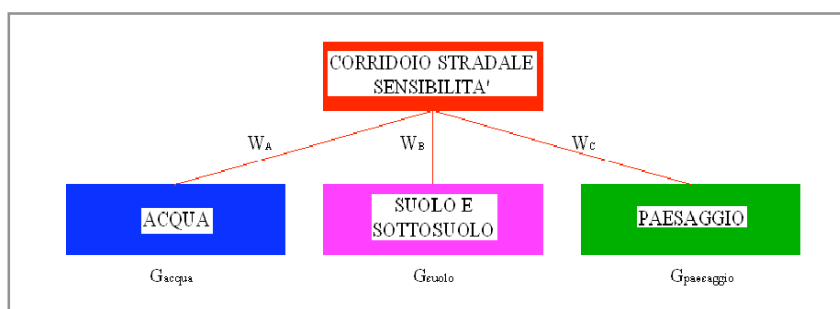 CORRIDOIO STRADALE
SENSIBILITA'
WA
WB
WC
ACQUA
SUOLO E
SOTTOSUOLO
PAESAGGIO
Gacqua
Gsuolo
Gpaesaggio